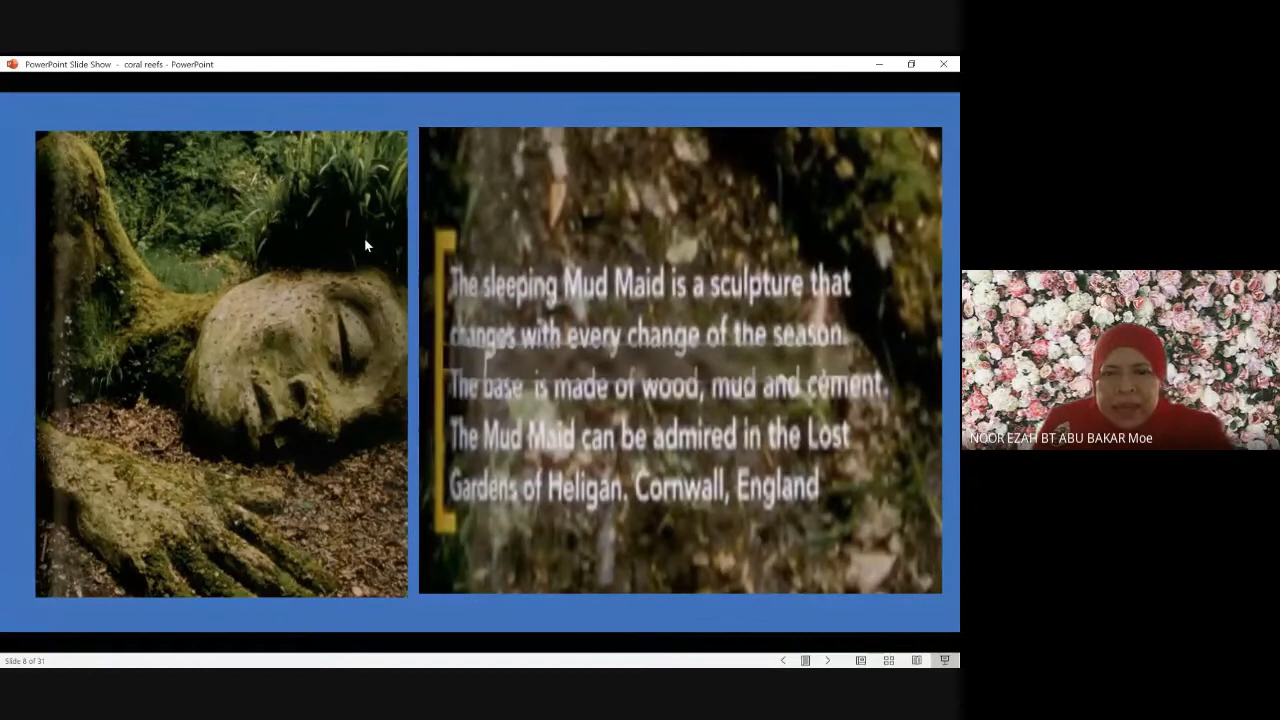 PowerPoint Slide Show - coral reefs - PowerPoint
The sleeping Mud Maid is a sculpture that
changes with every change of the season.
The base is made of wood, mud and cement.
The Mud Maid can be admired in the Lost
Gardens of Heligan. Cornwall, England
NOOR EZAH BT ABU BAKAR Moe
Slide 8 of 31